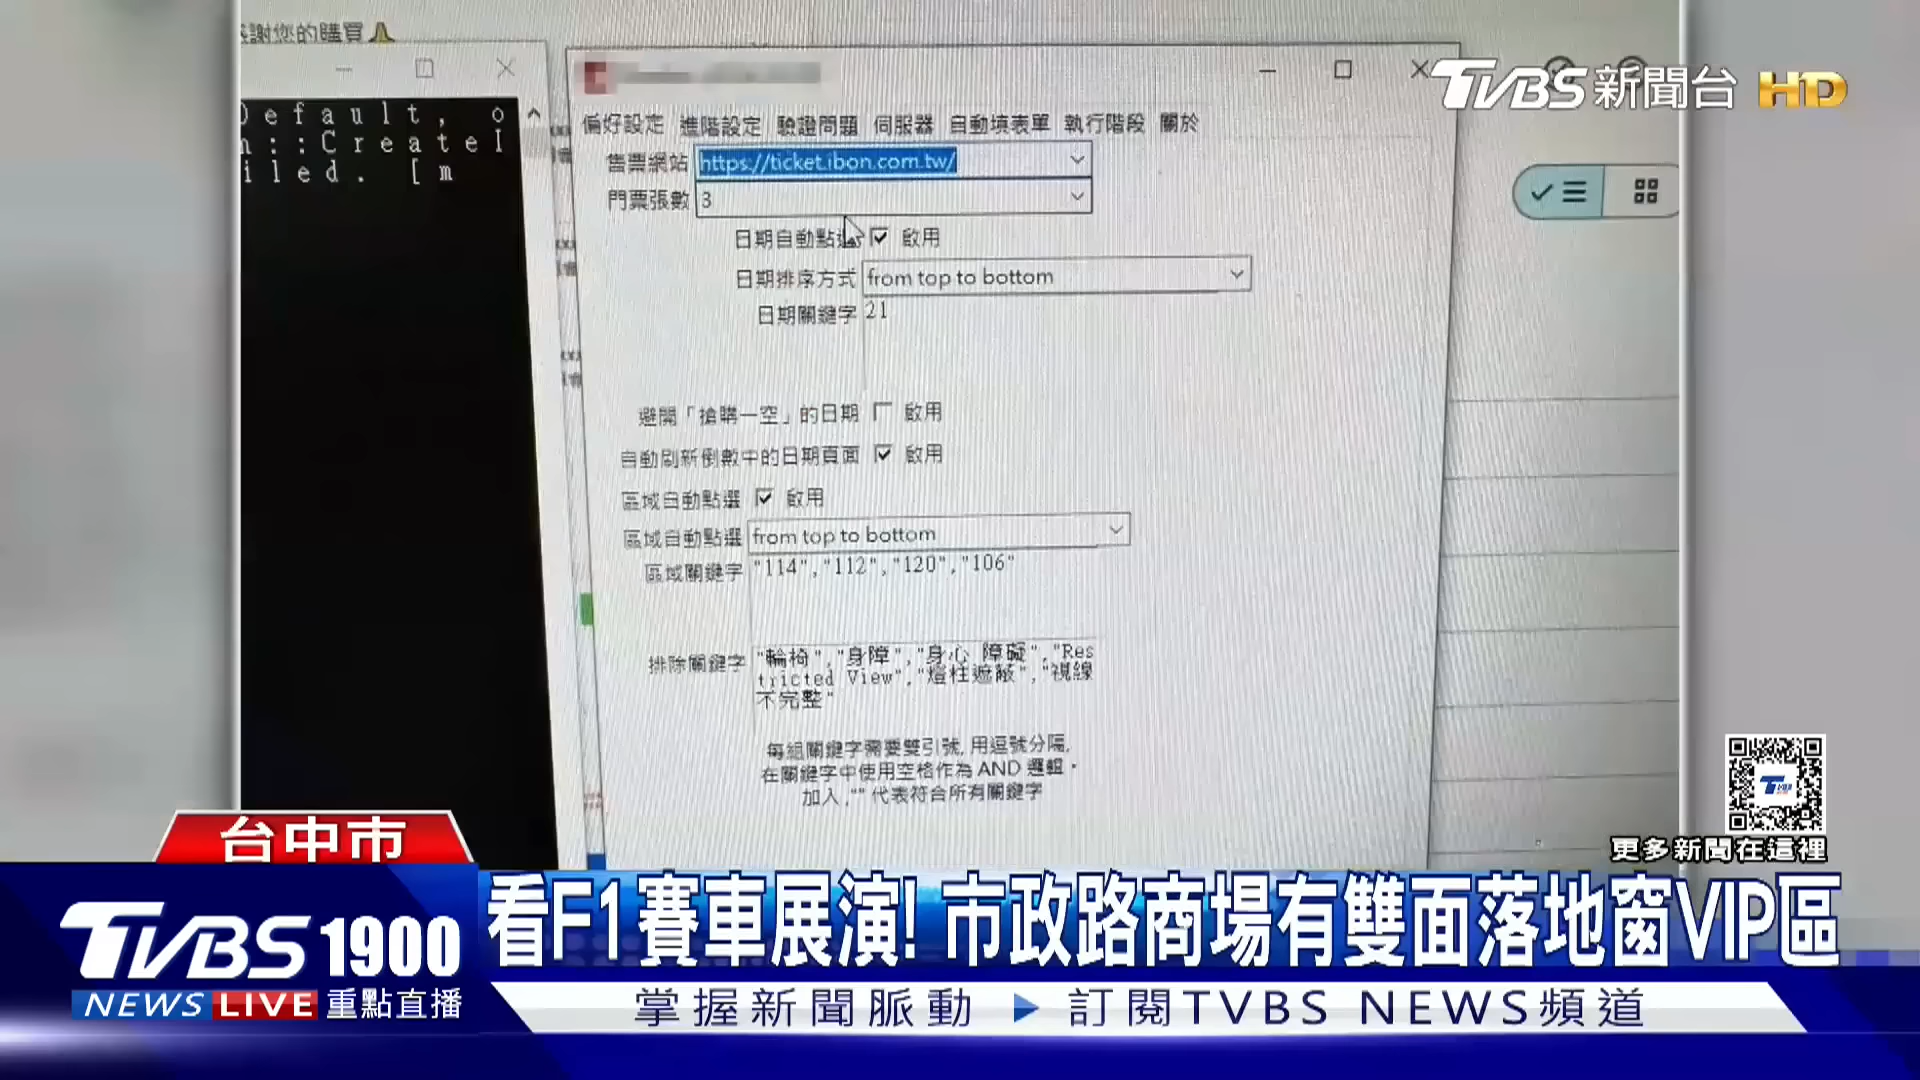 感謝您的購買🙏
Default, o
n::CreateI
iled. [m
偏好設定 進階設定 驗證問題 伺服器 自動填表單 執行階段 關於
售票網站 https://ticket.ibon.com.tw/
門票張數 3
日期自動點選 啟用
日期排序方式 from top to bottom
日期關鍵字 21
避開「搶購一空」的日期 啟用
自動刷新倒數中的日期頁面 啟用
區域自動點選 啟用
區域自動點選 from top to bottom
區域關鍵字 "114","112","120","106"
排除關鍵字 "輪椅","身障","身心 障礙","Res
tricted View","燈柱遮蔽","視線
不完整"
每組關鍵字需要雙引號, 用逗號分隔,
在關鍵字中使用空格作為 AND 邏輯。
加入 ,"" 代表符合所有關鍵字
TVBS新聞台 HD
TVBS
更多新聞在這裡
台中市
看F1賽車展演! 市政路商場有雙面落地窗VIP區
TVBS 1900
NEWS LIVE 重點直播
掌握新聞脈動 ▶ 訂閱TVBS NEWS頻道